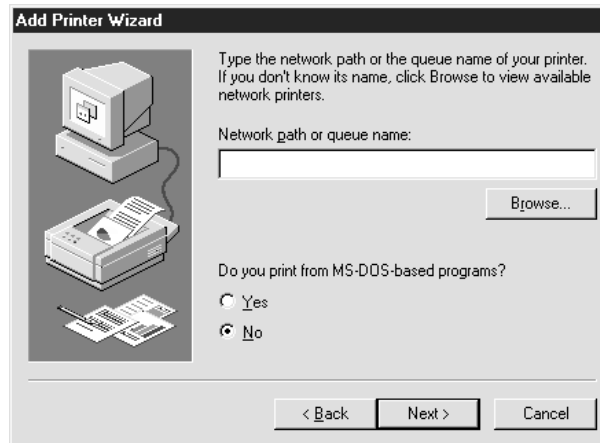 Add Printer Wizard
Type the network path or the queue name of your printer.
If you don't know its name, click Browse to view available
network printers.
Network path or queue name:
Browse...
Do you print from MS-DOS-based programs?
Yes
No
< Back
Next >
Cancel